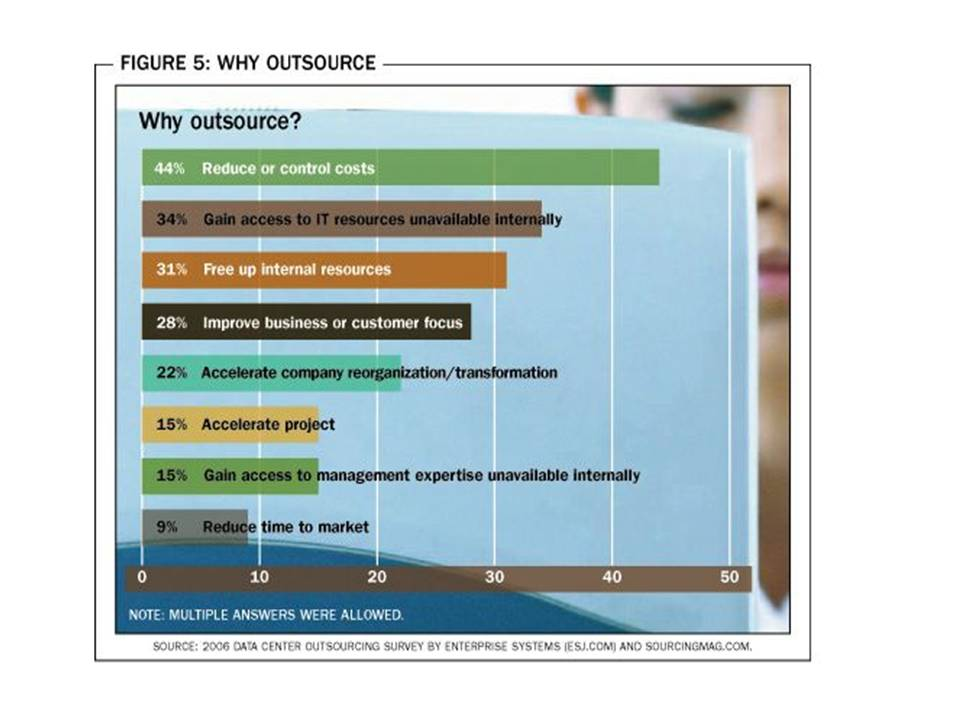 FIGURE 5: WHY OUTSOURCE
Why outsource?
44% Reduce or control costs
34% Gain access to IT resources unavailable internally
31% Free up internal resources
28% Improve business or customer focus
22% Accelerate company reorganization/transformation
15% Accelerate project
15% Gain access to management expertise unavailable internally
9% Reduce time to market
0 10 20 30 40 50
NOTE: MULTIPLE ANSWERS WERE ALLOWED.
SOURCE: 2006 DATA CENTER OUTSOURCING SURVEY BY ENTERPRISE SYSTEMS (ESJ.COM) AND SOURCINGMAG.COM.